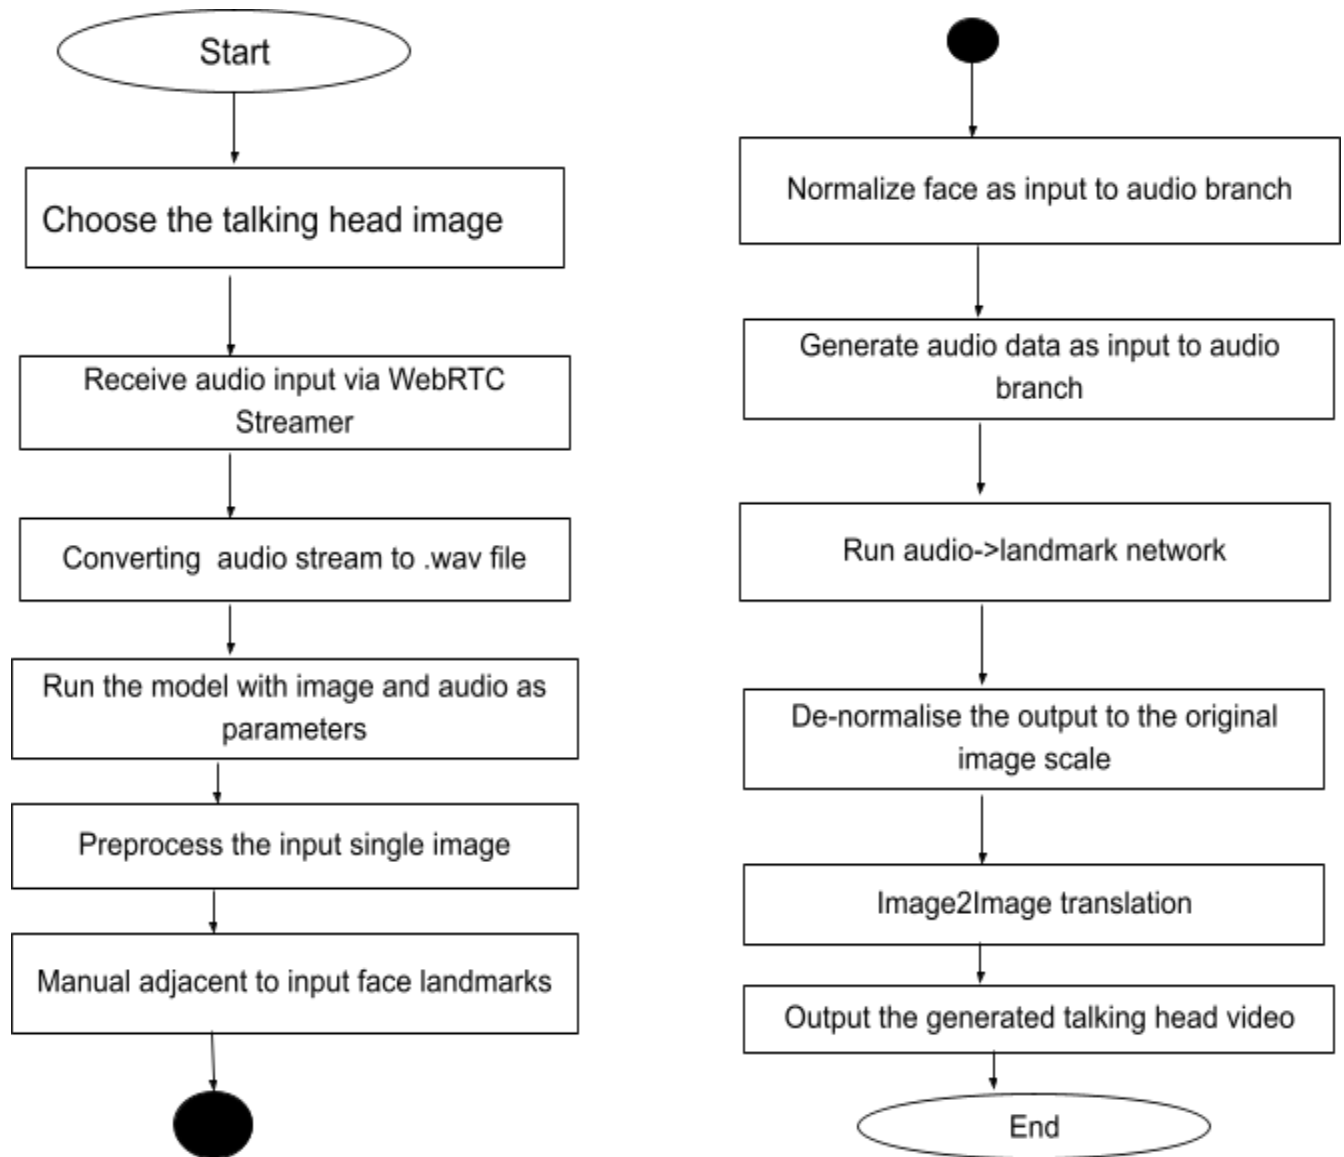 Start
Choose the talking head image
Receive audio input via WebRTC
Streamer
Converting audio stream to .wav file
Run the model with image and audio as
parameters
Preprocess the input single image
Manual adjacent to input face landmarks
Normalize face as input to audio branch
Generate audio data as input to audio
branch
Run audio->landmark network
De-normalise the output to the original
image scale
Image2Image translation
Output the generated talking head video
End